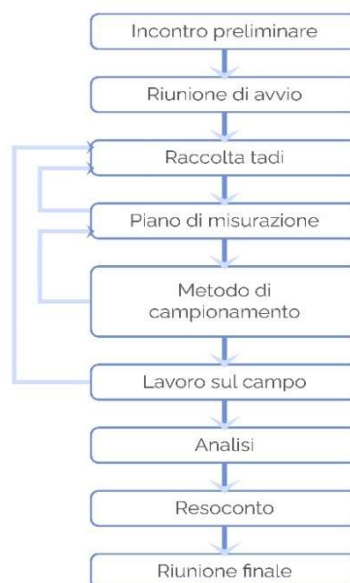 Incontro preliminare
Riunione di avvio
Raccolta tadi
Piano di misurazione
Metodo di
campionamento
Lavoro sul campo
Analisi
Resoconto
Riunione finale